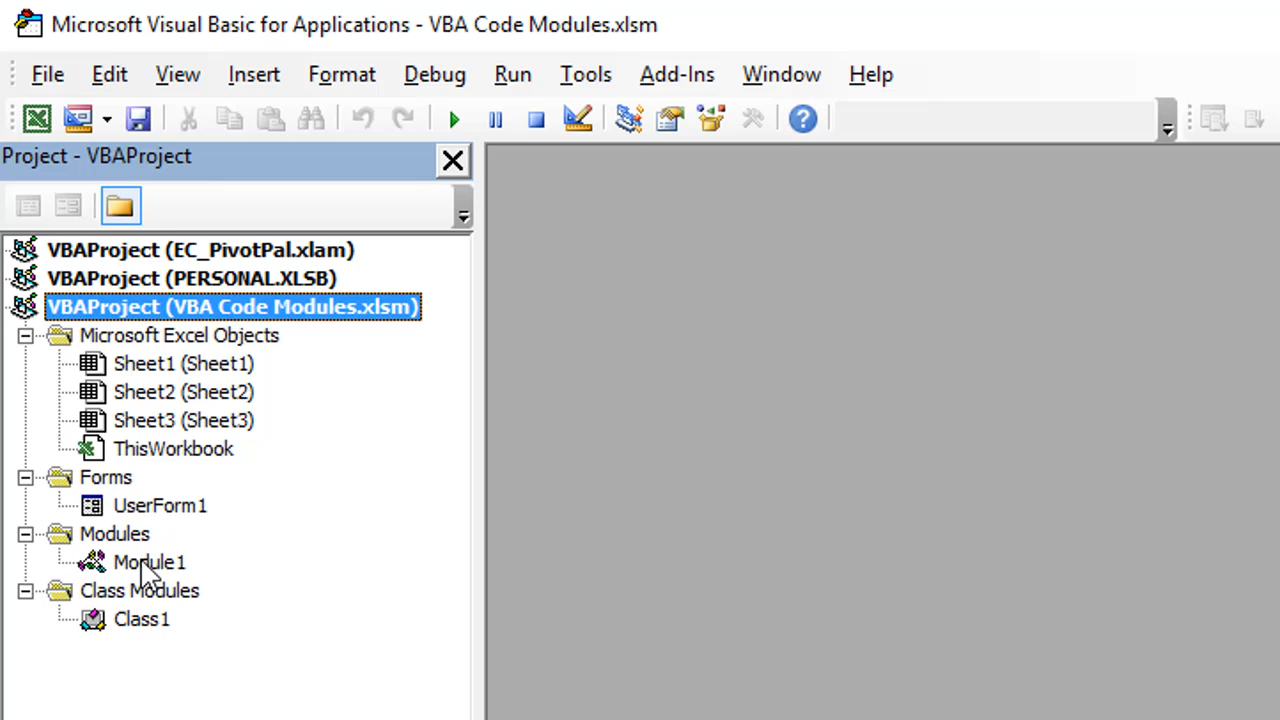 Microsoft Visual Basic for Applications - VBA Code Modules.xlsm
File Edit View Insert Format Debug Run Tools Add-Ins Window Help
Project - VBAProject
VBAProject (EC_PivotPal.xlam)
VBAProject (PERSONAL.XLSB)
VBAProject (VBA Code Modules.xlsm)
Microsoft Excel Objects
Sheet1 (Sheet1)
Sheet2 (Sheet2)
Sheet3 (Sheet3)
ThisWorkbook
Forms
UserForm1
Modules
Module1
Class Modules
Class1